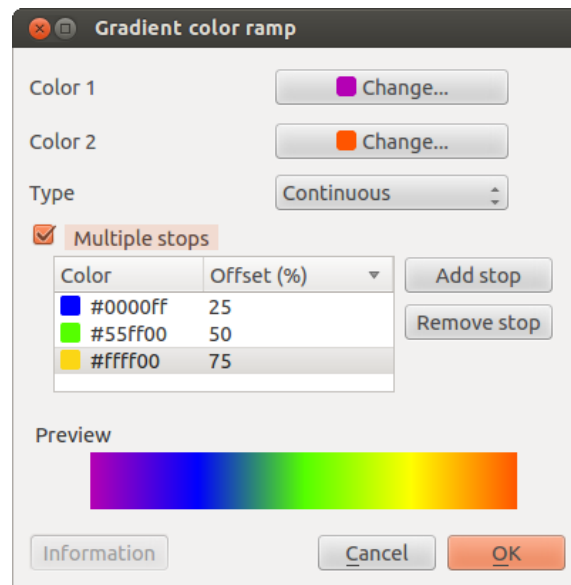 Gradient color ramp
Color 1 Change...
Color 2 Change...
Type Continuous
Multiple stops
Color Offset (%) Add stop
#0000ff 25
#55ff00 50 Remove stop
#ffff00 75
Preview
Information Cancel OK